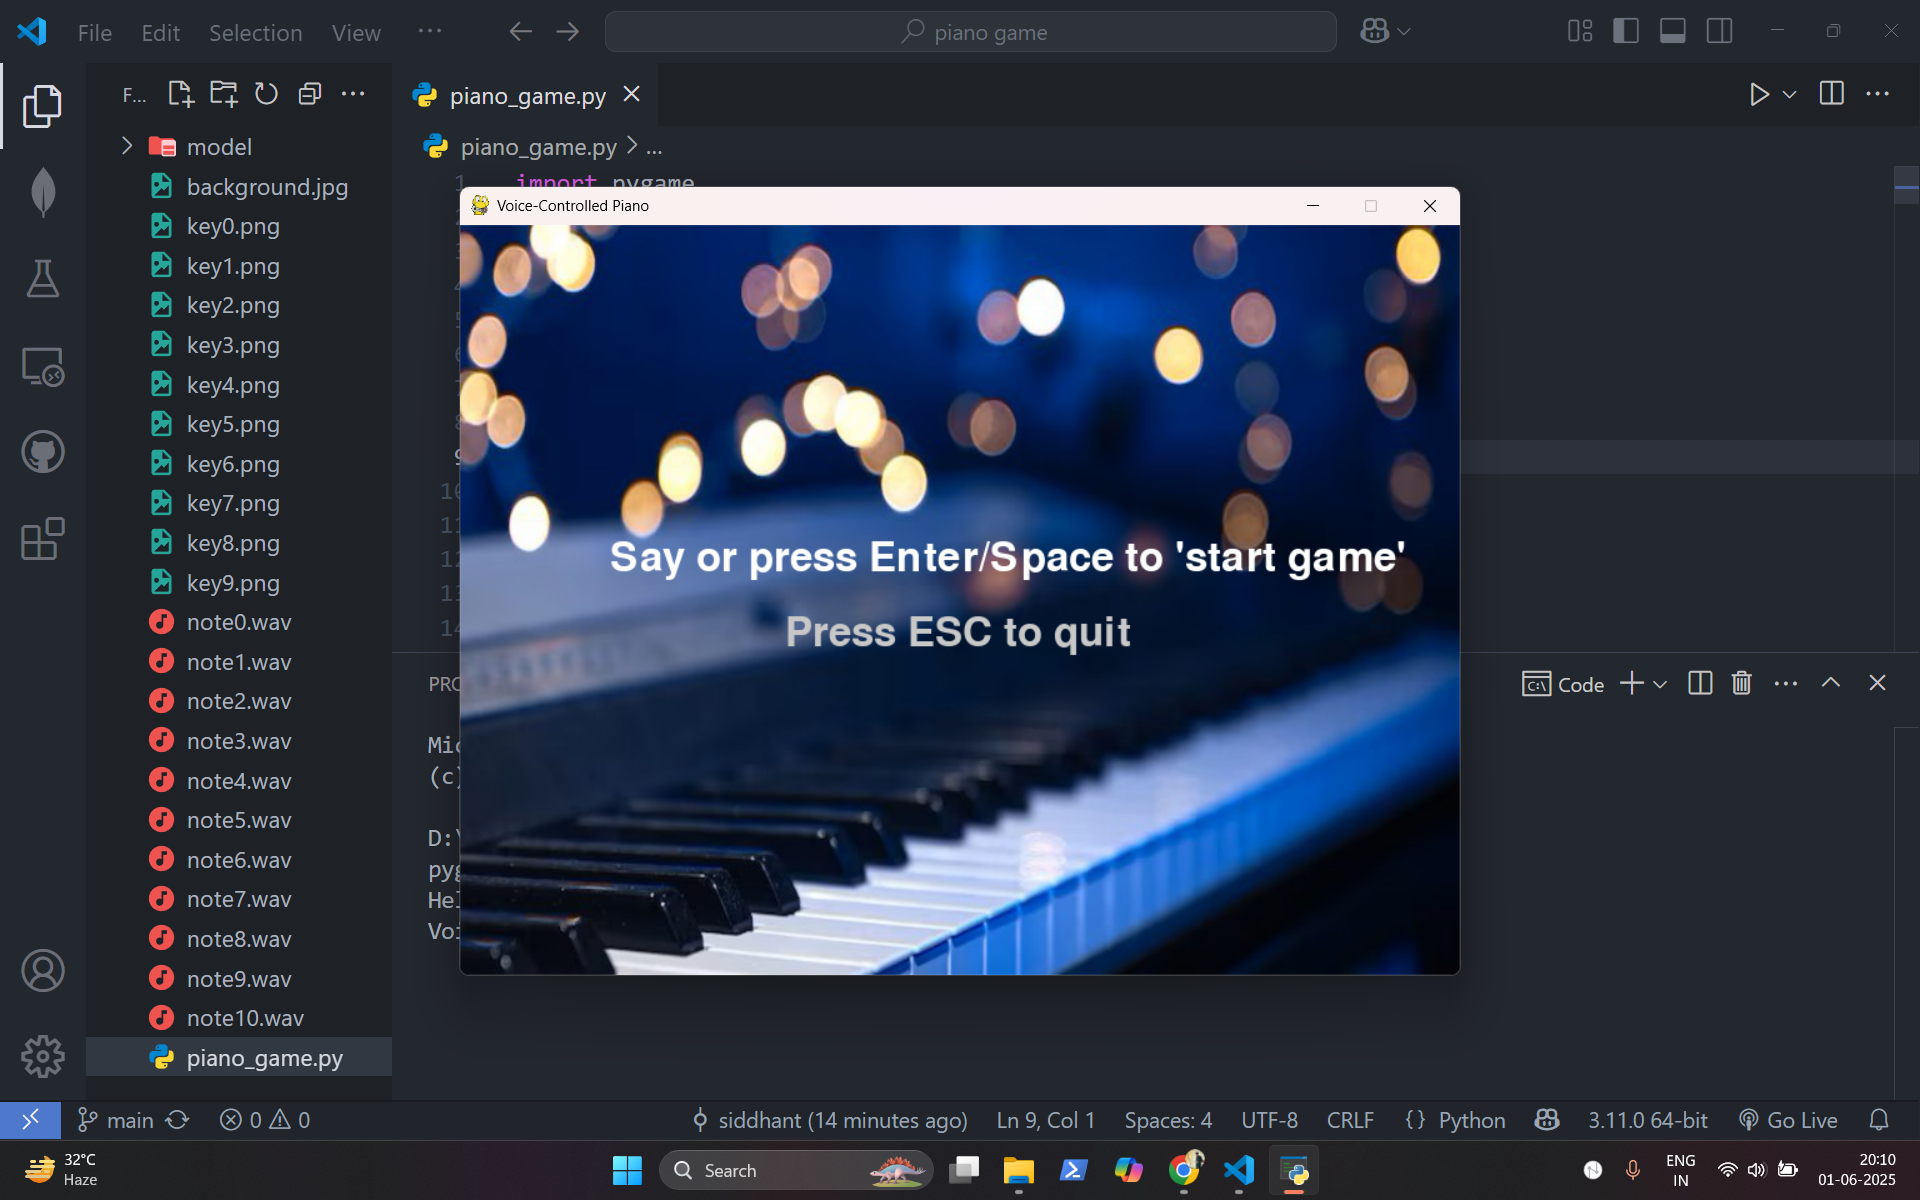 File Edit Selection View ···
piano game
F...
model
background.jpg
key0.png
key1.png
key2.png
key3.png
key4.png
key5.png
key6.png
key7.png
key8.png
key9.png
note0.wav
note1.wav
note2.wav
note3.wav
note4.wav
note5.wav
note6.wav
note7.wav
note8.wav
note9.wav
note10.wav
piano_game.py
piano_game.py
piano_game.py > ...
1 import pygame
10
11
12
13
Voice-Controlled Piano
Say or press Enter/Space to 'start game'
Press ESC to quit
Code
(c)
D:\
main
0 0
siddhant (14 minutes ago)
Ln 9, Col 1
Spaces: 4
UTF-8
CRLF
{} Python
3.11.0 64-bit
Go Live
32°C
Haze
Search
ENG
IN
20:10
01-06-2025